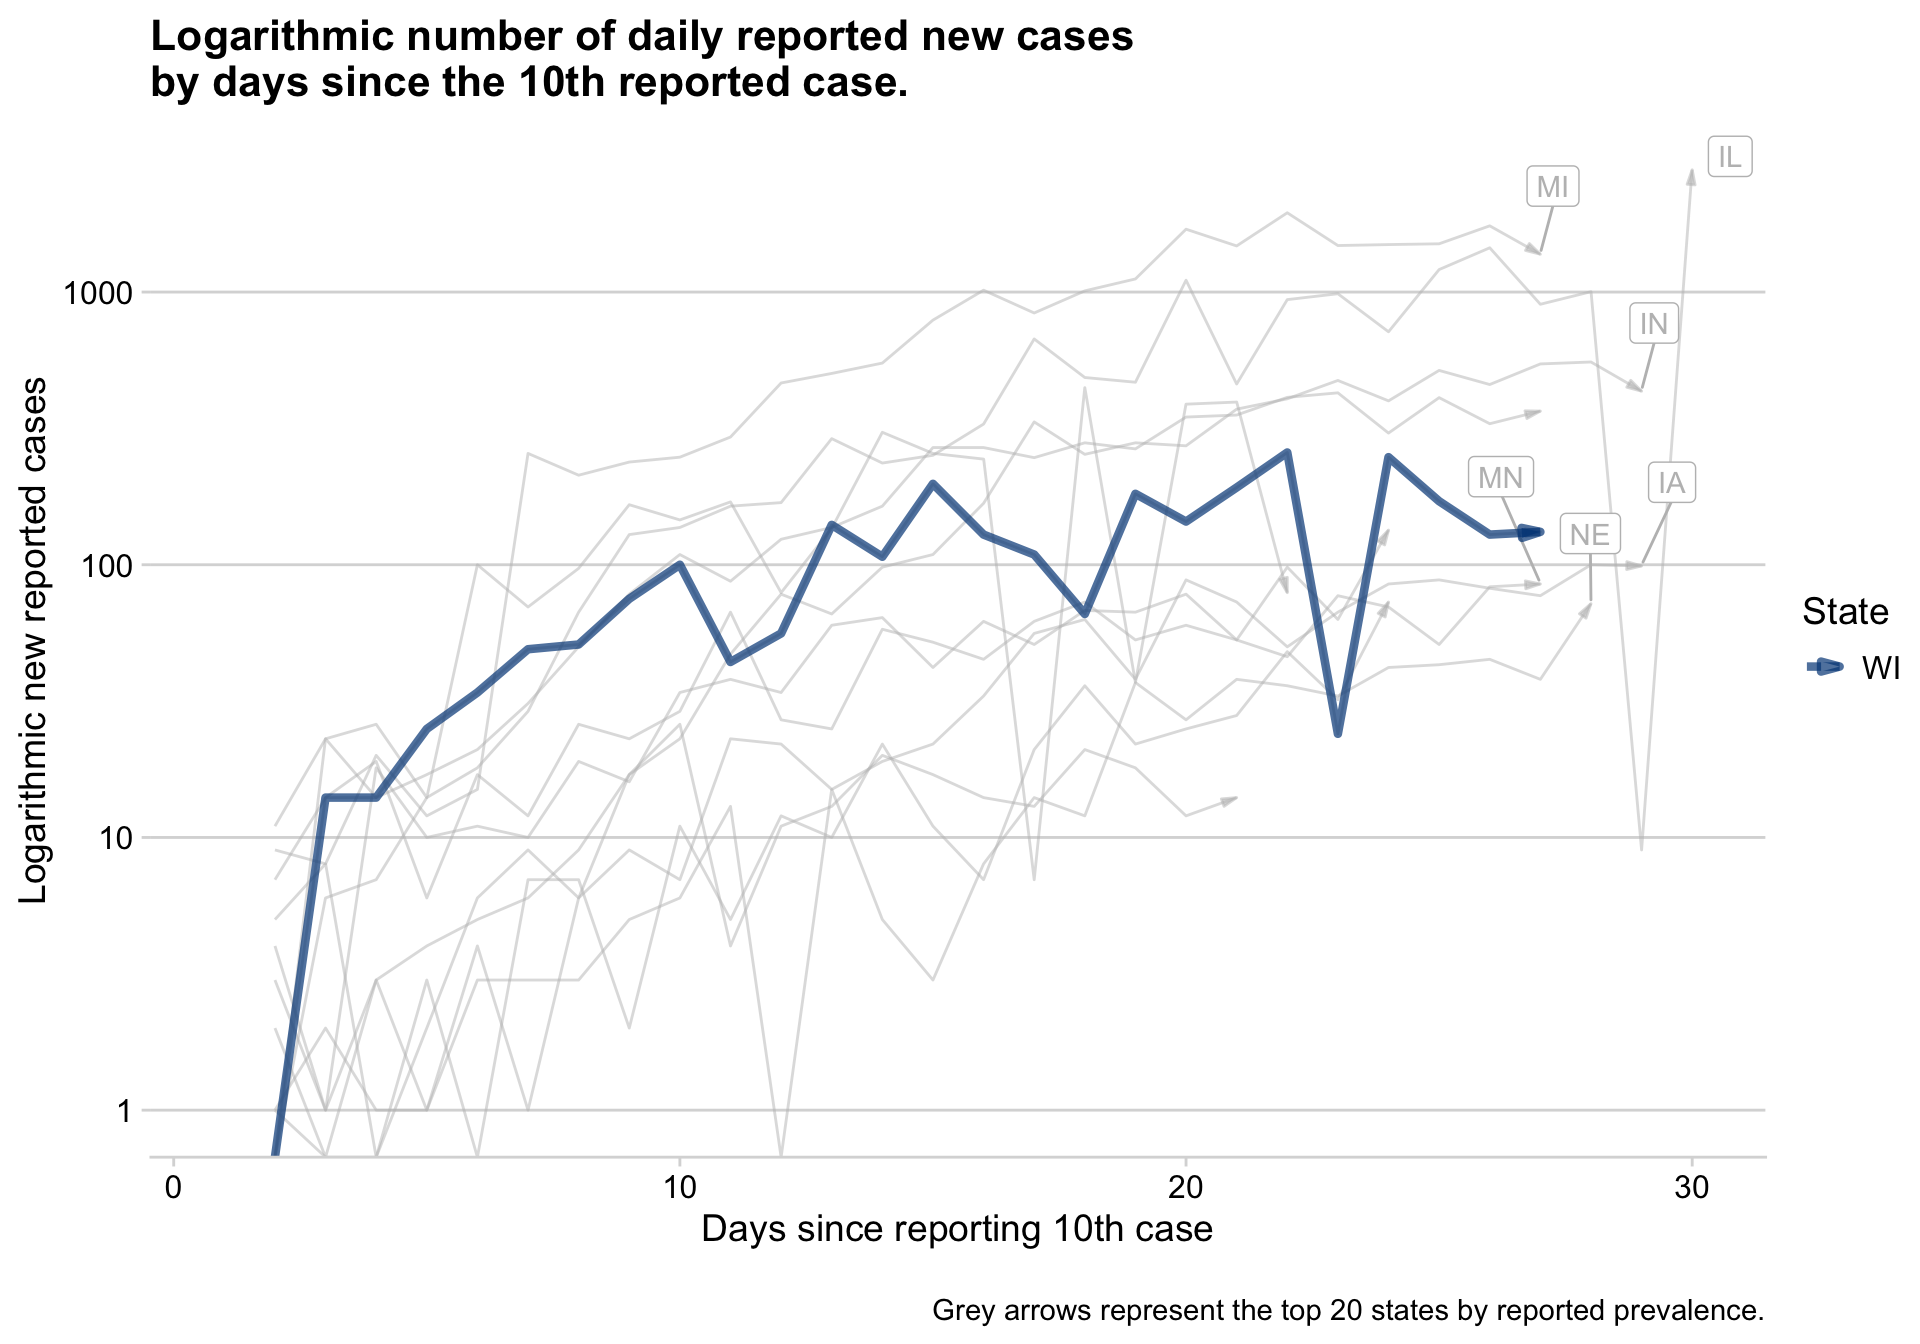 Logarithmic number of daily reported new cases
by days since the 10th reported case.
IL
MI
1000
IN
Logarithmic new reported cases
MN
IA
NE
100
State
WI
10
1
0
10
20
30
Days since reporting 10th case
Grey arrows represent the top 20 states by reported prevalence.